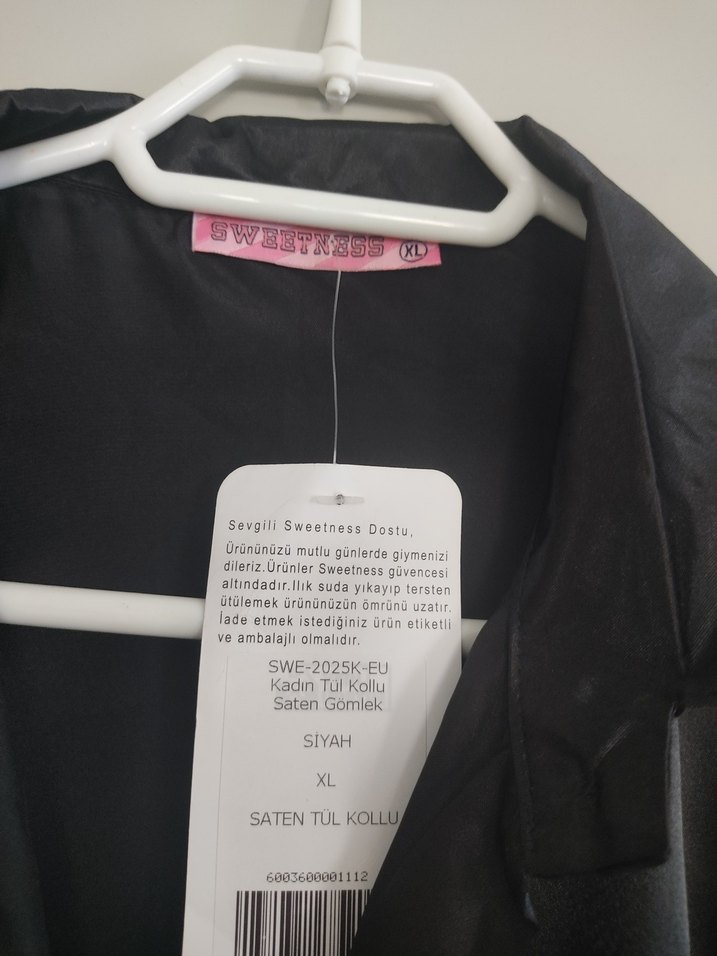 SWEETNESS XL
Sevgili Sweetness Dostu,
Ürününüzü mutlu günlerde giymenizi
dileriz.Ürünler Sweetness güvencesi
altındadır.Ilık suda yıkayıp tersten
ütülemek ürününüzün ömrünü uzatır.
İade etmek istediğiniz ürün etiketli
ve ambalajlı olmalıdır.
SWE-2025K-EU
Kadın Tül Kollu
Saten Gömlek
SİYAH
XL
SATEN TÜL KOLLU
6003600001112